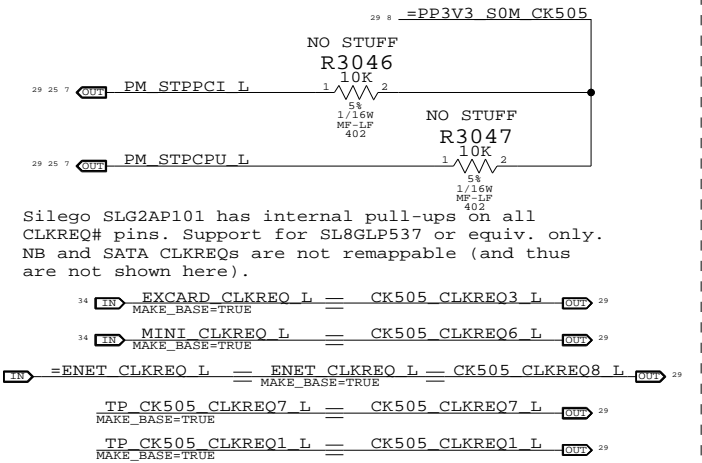 29 8 =PP3V3_S0M_CK505
NO STUFF
R3046
10K
29 25 7 OUT PM_STPPCI_L 1 2
5%
1/16W
MF-LF
402
NO STUFF
R3047
10K
29 25 7 OUT PM_STPCPU_L 1 2
5%
1/16W
MF-LF
402
Silego SLG2AP101 has internal pull-ups on all
CLKREQ# pins. Support for SL8GLP537 or equiv. only.
NB and SATA CLKREQs are not remappable (and thus
are not shown here).
34 IN EXCARD_CLKREQ_L CK505_CLKREQ3_L OUT 29
MAKE_BASE=TRUE
34 IN MINI_CLKREQ_L CK505_CLKREQ6_L OUT 29
MAKE_BASE=TRUE
IN =ENET_CLKREQ_L ENET_CLKREQ_L CK505_CLKREQ8_L OUT 29
MAKE_BASE=TRUE
TP_CK505_CLKREQ7_L CK505_CLKREQ7_L OUT 29
MAKE_BASE=TRUE
TP_CK505_CLKREQ1_L CK505_CLKREQ1_L OUT 29
MAKE_BASE=TRUE